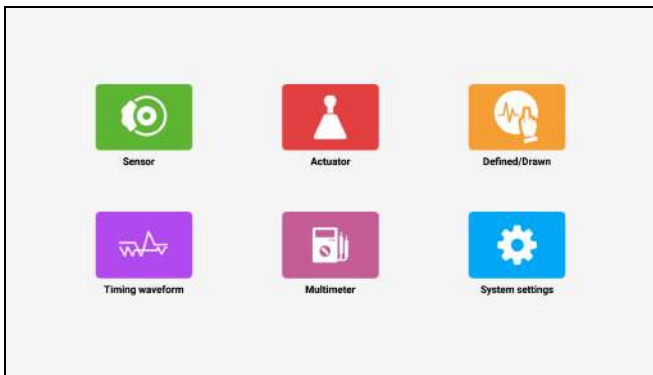 Sensor
Actuator
Defined/Drawn
Timing waveform
Multimeter
System settings